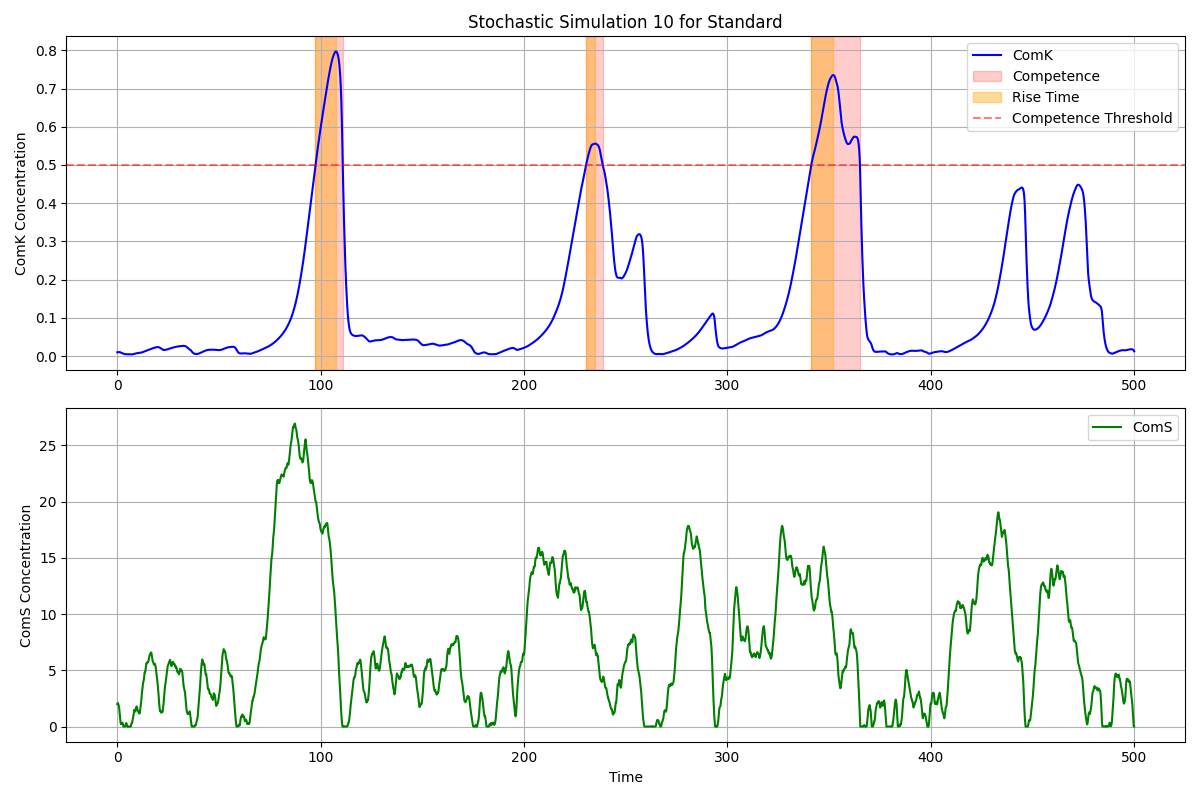 Stochastic Simulation 10 for Standard
ComK Concentration
0.8
0.7
0.6
0.5
0.4
0.3
0.2
0.1
0.0
0 100 200 300 400 500
ComK
Competence
Rise Time
Competence Threshold
ComS Concentration
25
20
15
10
5
0
0 100 200 300 400 500
Time
ComS